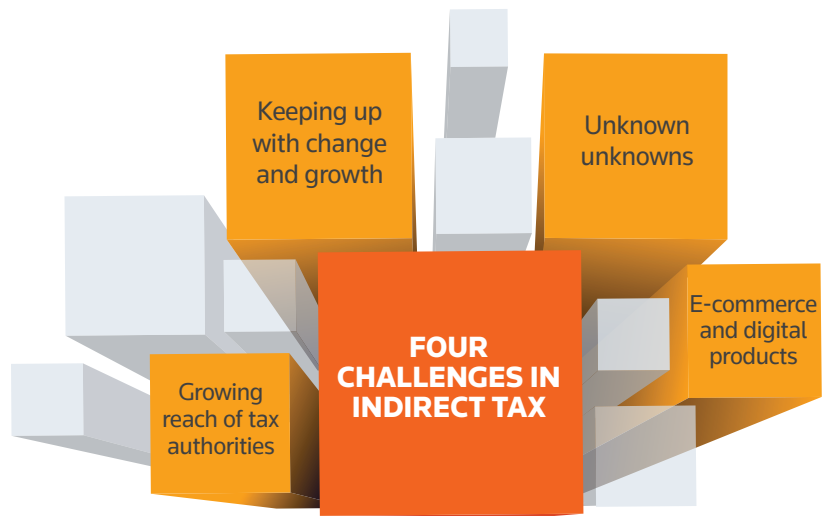 Keeping up
with change
and growth
Unknown
unknowns
E-commerce
and digital
products
FOUR
CHALLENGES IN
INDIRECT TAX
Growing
reach of tax
authorities